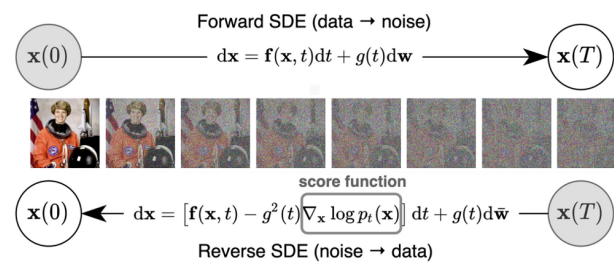 Forward SDE (data → noise)
x(0) dx = f(x, t)dt + g(t)dw x(T)
score function
x(0) dx = [f(x, t) − g²(t)∇ₓ log pₜ(x)] dt + g(t)dw̄ x(T)
Reverse SDE (noise → data)